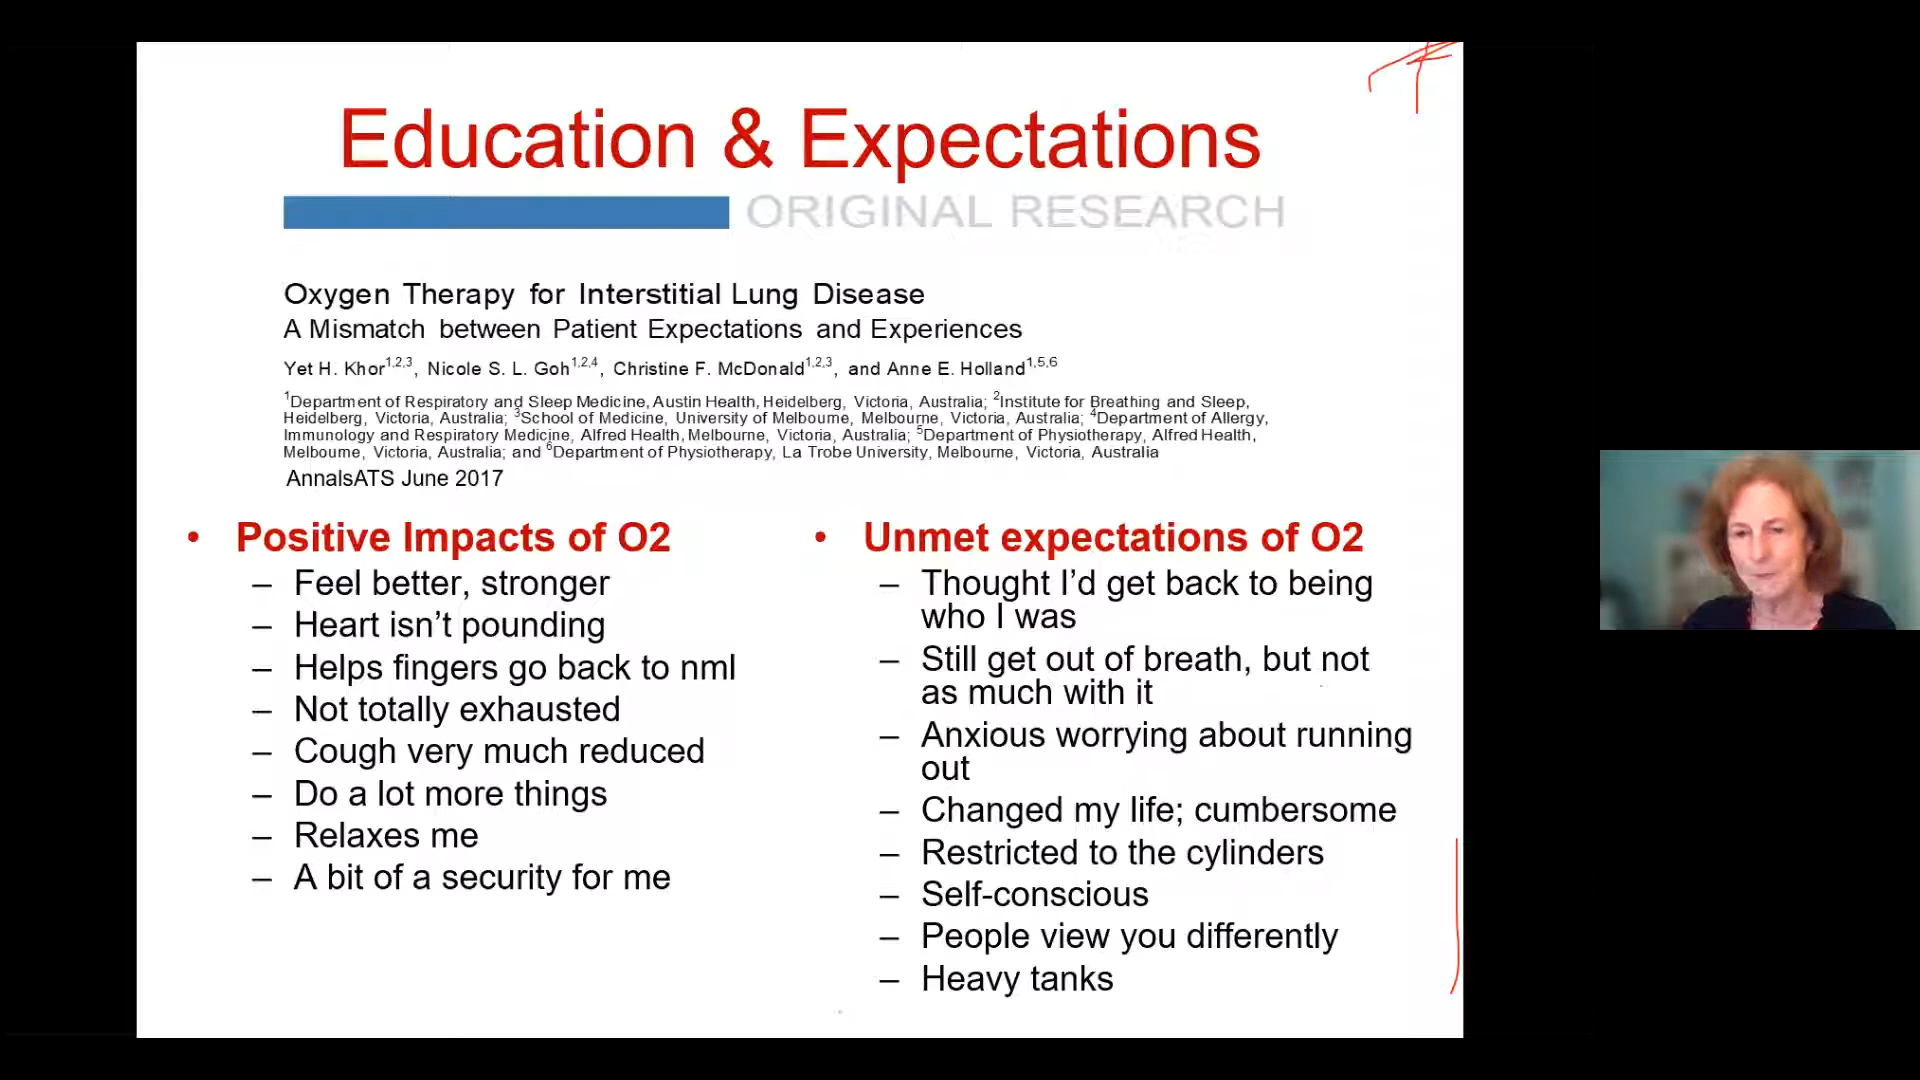 Education & Expectations
ORIGINAL RESEARCH
Oxygen Therapy for Interstitial Lung Disease
A Mismatch between Patient Expectations and Experiences
Yet H. Khor1,2,3, Nicole S. L. Goh1,2,4, Christine F. McDonald1,2,3, and Anne E. Holland1,5,6
1Department of Respiratory and Sleep Medicine, Austin Health, Heidelberg, Victoria, Australia; 2Institute for Breathing and Sleep,
Heidelberg, Victoria, Australia; 3School of Medicine, University of Melbourne, Melbourne, Victoria, Australia; 4Department of Allergy,
Immunology and Respiratory Medicine, Alfred Health, Melbourne, Victoria, Australia; 5Department of Physiotherapy, Alfred Health,
Melbourne, Victoria, Australia; and 6Department of Physiotherapy, La Trobe University, Melbourne, Victoria, Australia
AnnalsATS June 2017
• Positive Impacts of O2
– Feel better, stronger
– Heart isn’t pounding
– Helps fingers go back to nml
– Not totally exhausted
– Cough very much reduced
– Do a lot more things
– Relaxes me
– A bit of a security for me
• Unmet expectations of O2
– Thought I’d get back to being
who I was
– Still get out of breath, but not
as much with it
– Anxious worrying about running
out
– Changed my life; cumbersome
– Restricted to the cylinders
– Self-conscious
– People view you differently
– Heavy tanks